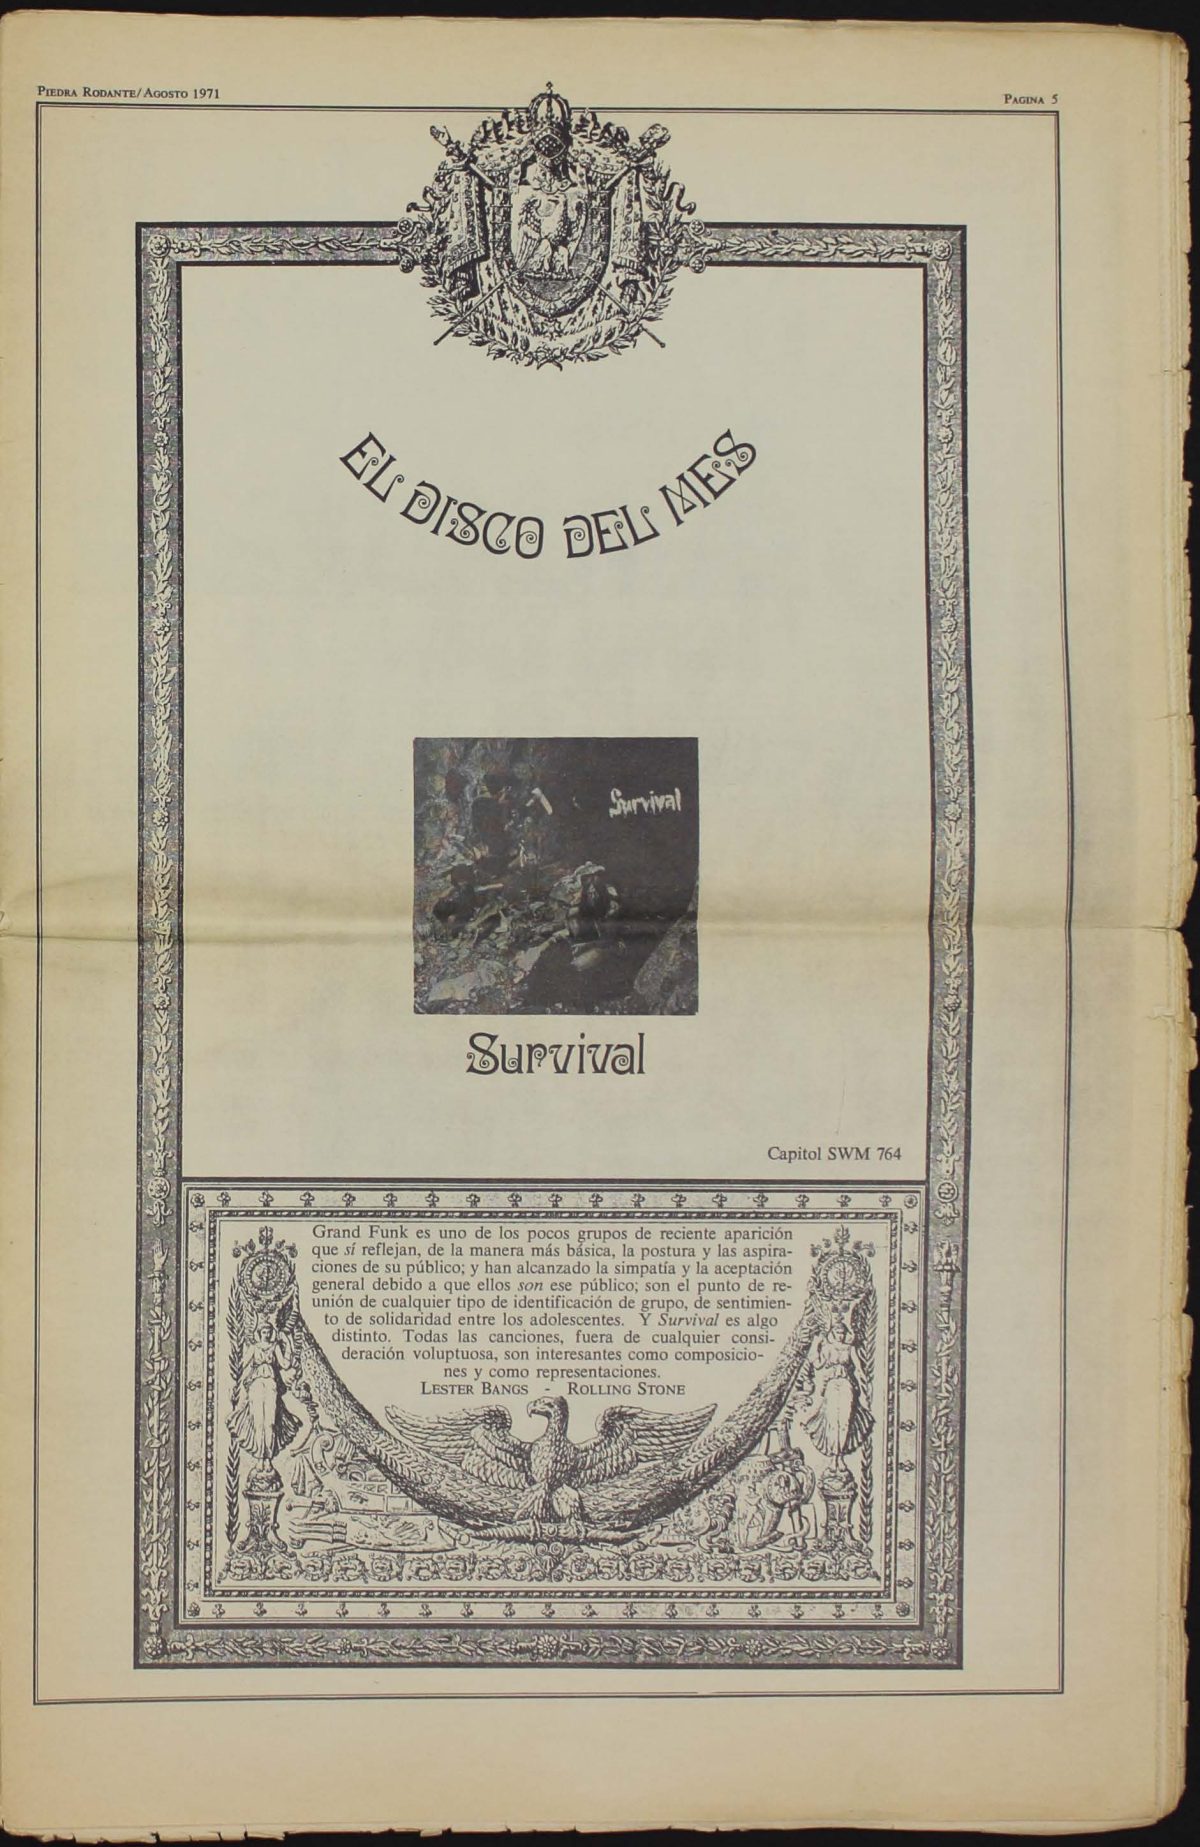 PIEDRA RODANTE/AGOSTO 1971
PAGINA 5
EL DISCO DEL MES
Survival
Survival
Capitol SWM 764
Grand Funk es uno de los pocos grupos de reciente aparición
que sí reflejan, de la manera más básica, la postura y las aspira-
ciones de su público; y han alcanzado la simpatía y la aceptación
general debido a que ellos son ese público; son el punto de re-
unión de cualquier tipo de identificación de grupo, de sentimien-
to de solidaridad entre los adolescentes. Y Survival es algo
distinto. Todas las canciones, fuera de cualquier consi-
deración voluptuosa, son interesantes como composicio-
nes y como representaciones.
LESTER BANGS - ROLLING STONE